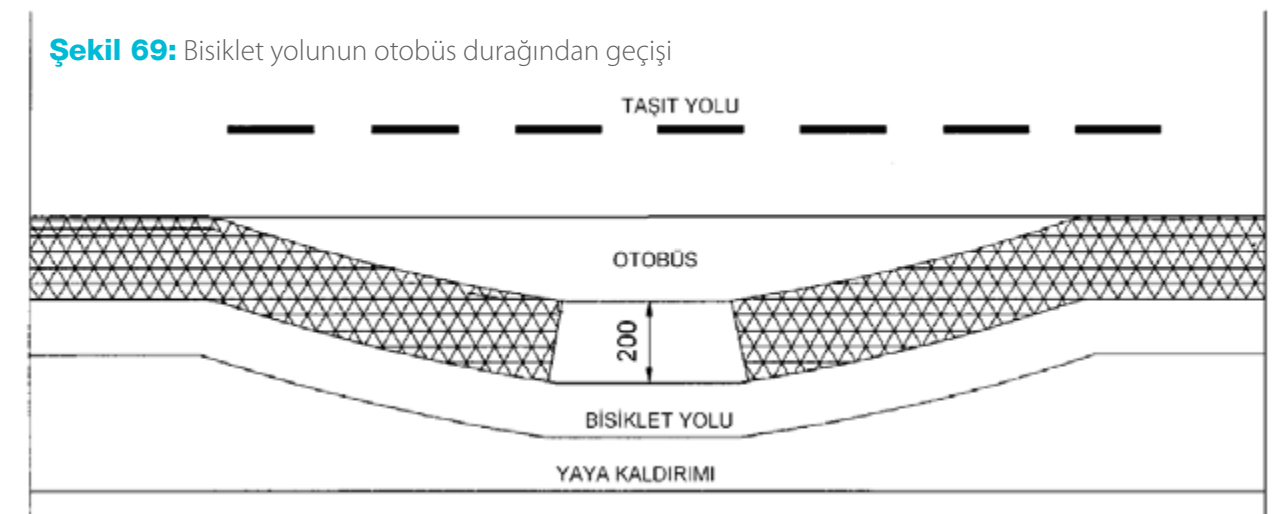 Şekil 69: Bisiklet yolunun otobüs durağından geçişi
TAŞIT YOLU
OTOBÜS
200
BİSİKLET YOLU
YAYA KALDIRIMI